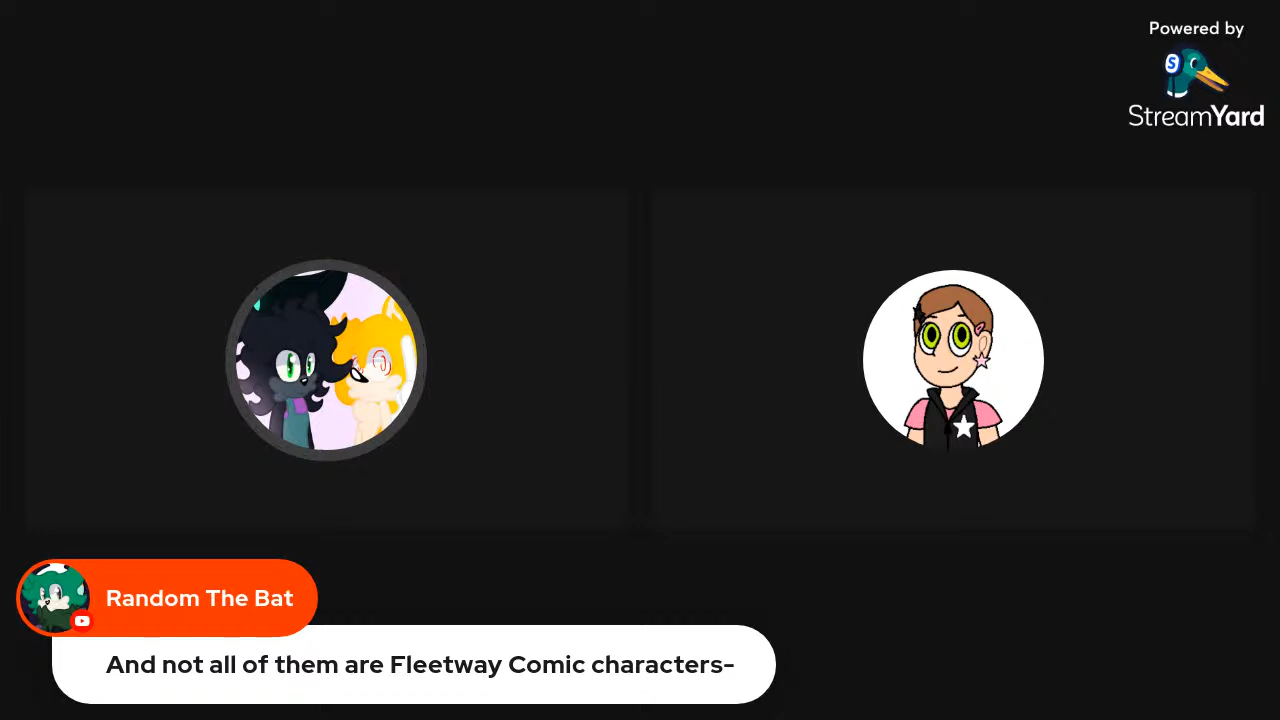 Powered by
S
StreamYard
Random The Bat
And not all of them are Fleetway Comic characters-